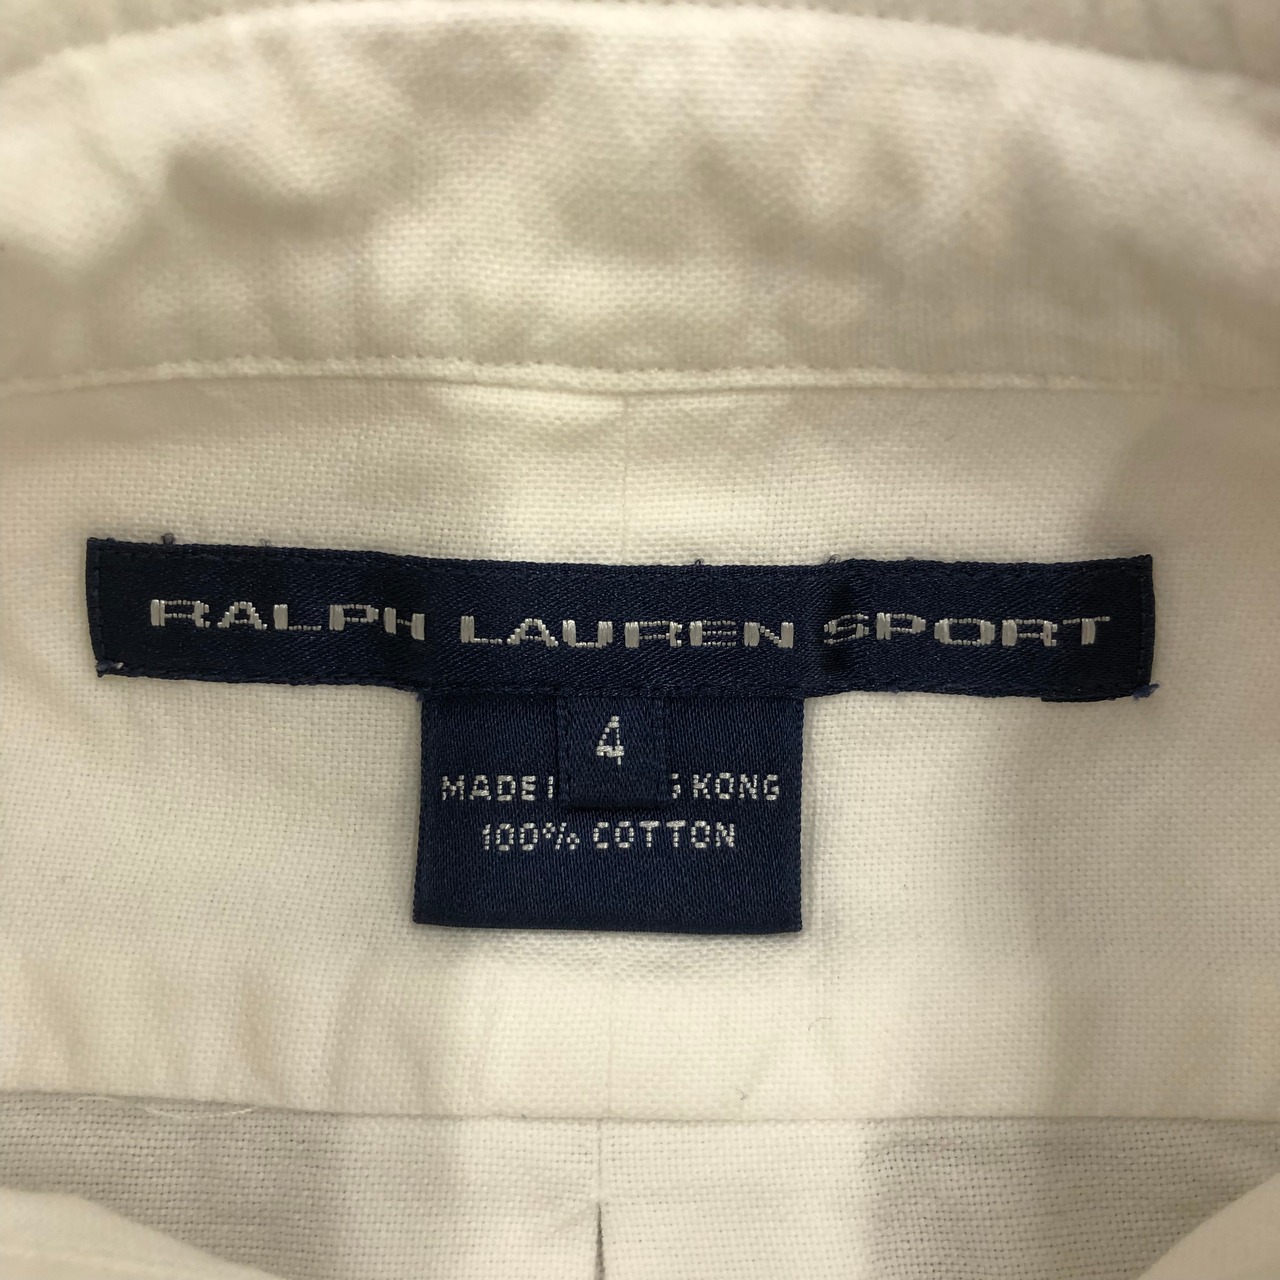 RALPH LAUREN SPORT
4
MADE KONG
100% COTTON